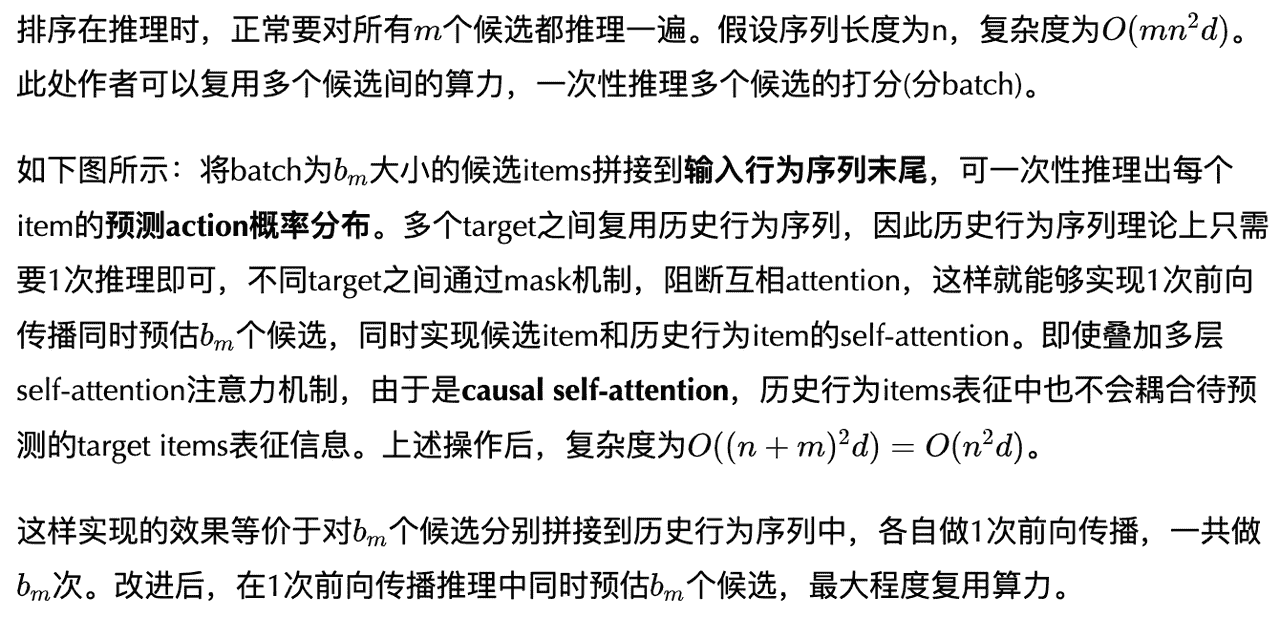 排序在推理时，正常要对所有m个候选都推理一遍。假设序列长度为n，复杂度为O(mn²d)。
此处作者可以复用多个候选间的算力，一次性推理多个候选的打分(分batch)。
如下图所示：将batch为bₘ大小的候选items拼接到输入行为序列末尾，可一次性推理出每个
item的预测action概率分布。多个target之间复用历史行为序列，因此历史行为序列理论上只需
要1次推理即可，不同target之间通过mask机制，阻断互相attention，这样就能够实现1次前向
传播同时预估bₘ个候选，同时实现候选item和历史行为item的self-attention。即使叠加多层
self-attention注意力机制，由于是causal self-attention，历史行为items表征中也不会耦合待预
测的target items表征信息。上述操作后，复杂度为O((n + m)²d) = O(n²d)。
这样实现的效果等价于对bₘ个候选分别拼接到历史行为序列中，各自做1次前向传播，一共做
bₘ次。改进后，在1次前向传播推理中同时预估bₘ个候选，最大程度复用算力。